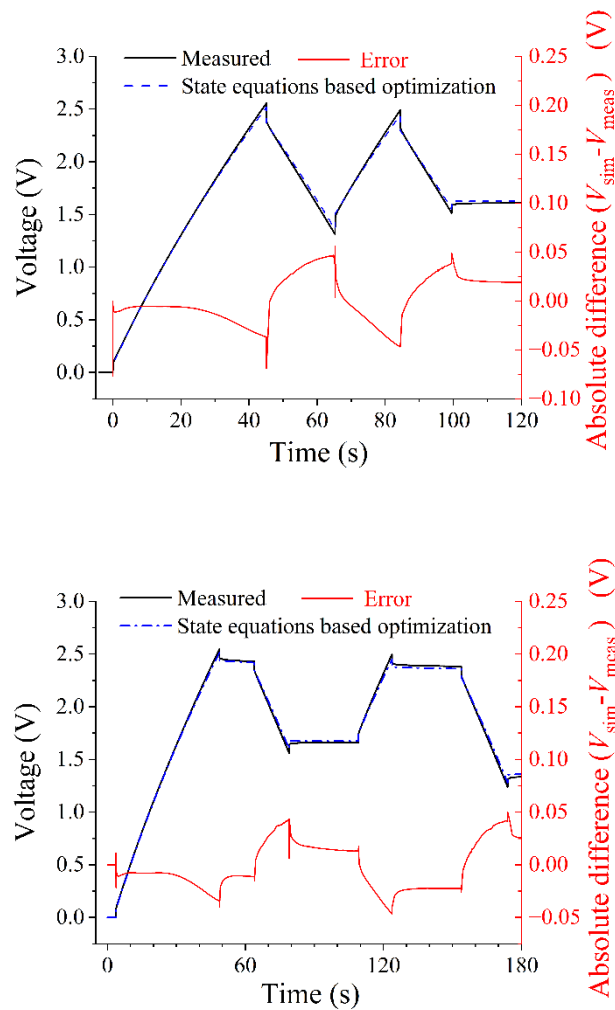 Measured Error
State equations based optimization
3.0
2.5
2.0
1.5
1.0
0.5
0.0
Voltage (V)
0.25
0.20
0.15
0.10
0.05
0.00
−0.05
−0.10
Absolute difference (Vsim-Vmeas) (V)
0 20 40 60 80 100 120
Time (s)
Measured Error
State equations based optimization
3.0
2.5
2.0
1.5
1.0
0.5
0.0
Voltage (V)
0.25
0.20
0.15
0.10
0.05
0.00
−0.05
Absolute difference (Vsim-Vmeas) (V)
0 60 120 180
Time (s)